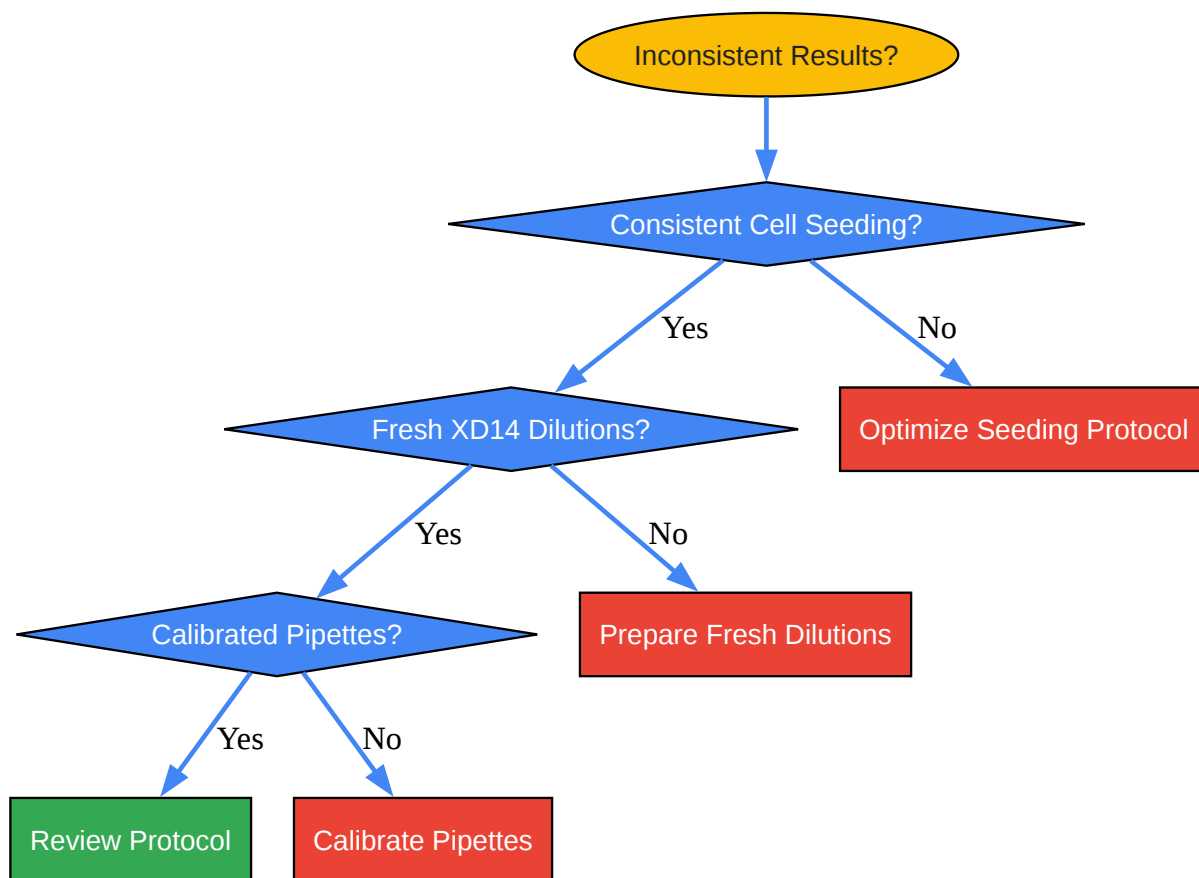 Inconsistent Results?
Consistent Cell Seeding?
Yes
No
Fresh XD14 Dilutions?
Optimize Seeding Protocol
Yes
No
Calibrated Pipettes?
Prepare Fresh Dilutions
Yes
No
Review Protocol
Calibrate Pipettes